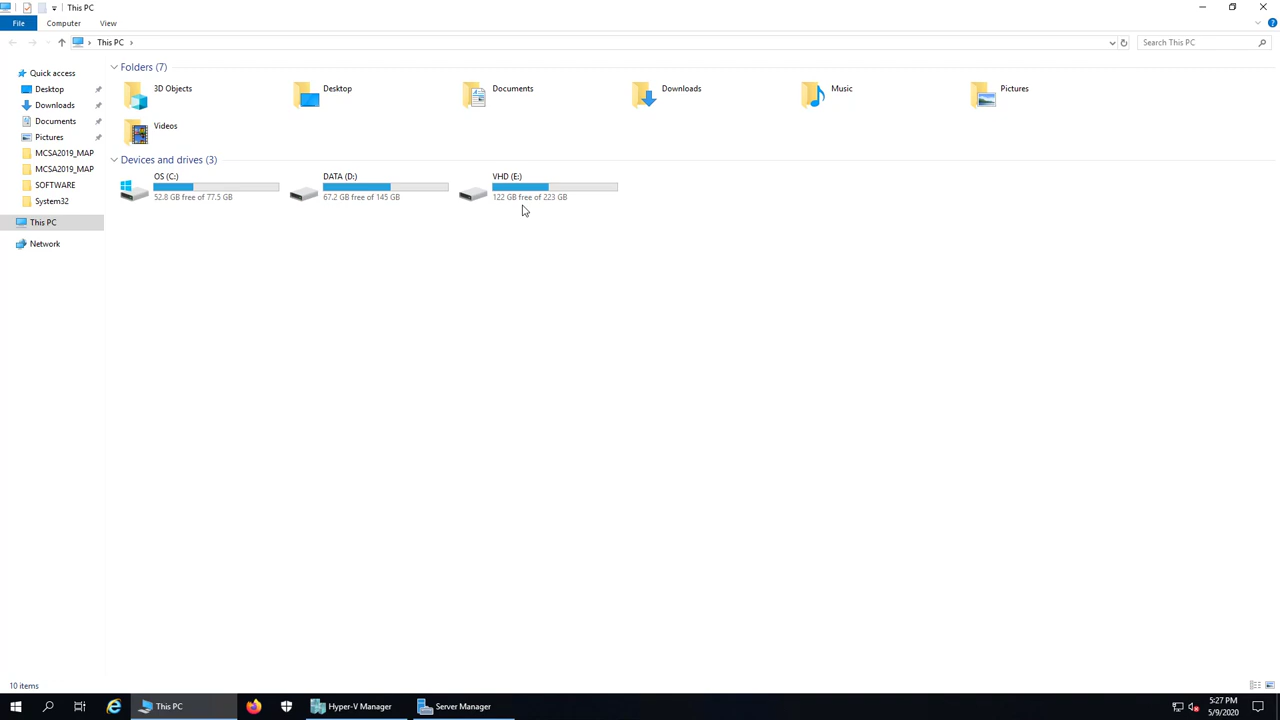 This PC
File Computer View
This PC
Search This PC
Quick access
Desktop
Downloads
Documents
Pictures
MCSA2019_MAP
MCSA2019_MAP
SOFTWARE
System32
This PC
Network
Folders (7)
3D Objects
Desktop
Documents
Downloads
Music
Pictures
Videos
Devices and drives (3)
OS (C:)
52.8 GB free of 77.5 GB
DATA (D:)
67.2 GB free of 145 GB
VHD (E:)
122 GB free of 223 GB
10 items
This PC
Hyper-V Manager
Server Manager
5:27 PM
5/9/2020